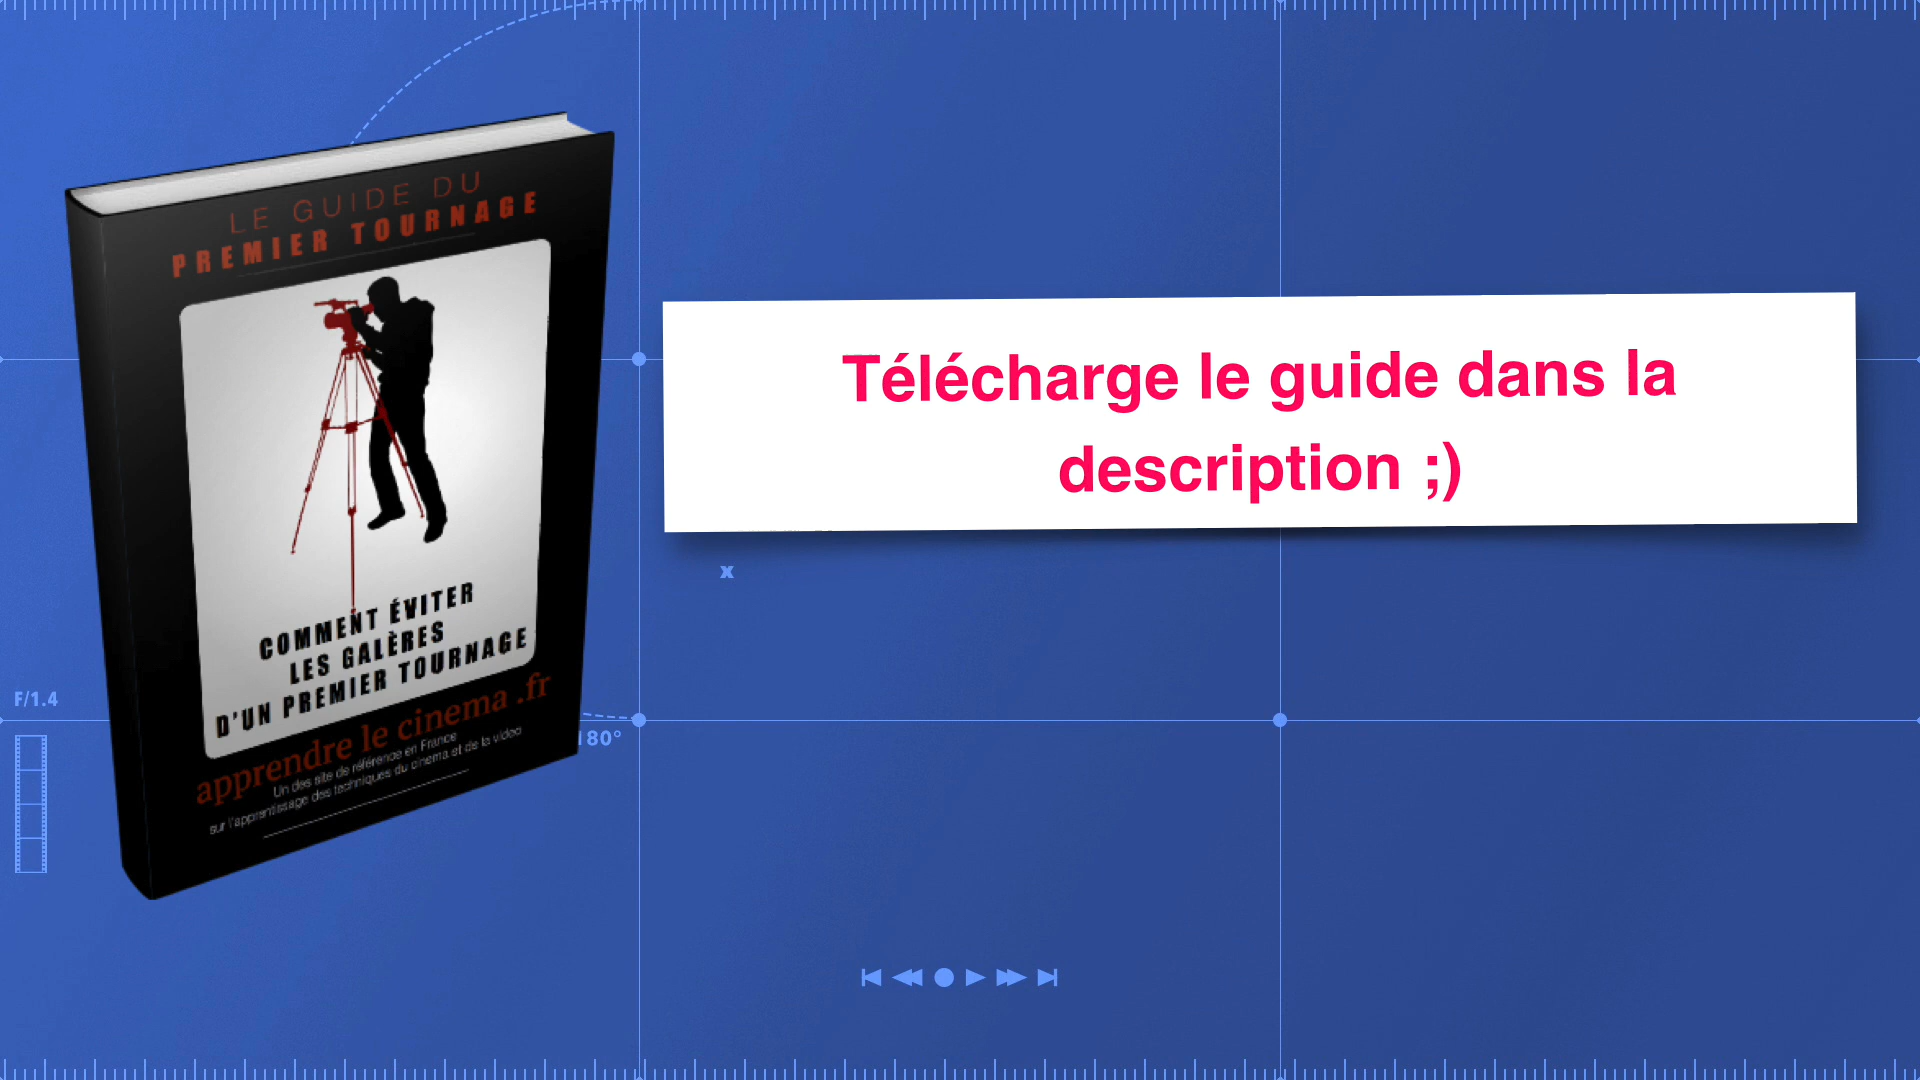 LE GUIDE DU
PREMIER TOURNAGE
COMMENT ÉVITER
LES GALÈRES
D'UN PREMIER TOURNAGE
apprendre le cinema .fr
Un des site de référence en France
sur l'apprentissage des techniques du cinema et de la video
Télécharge le guide dans la
description ;)
x
F/1.4
180°